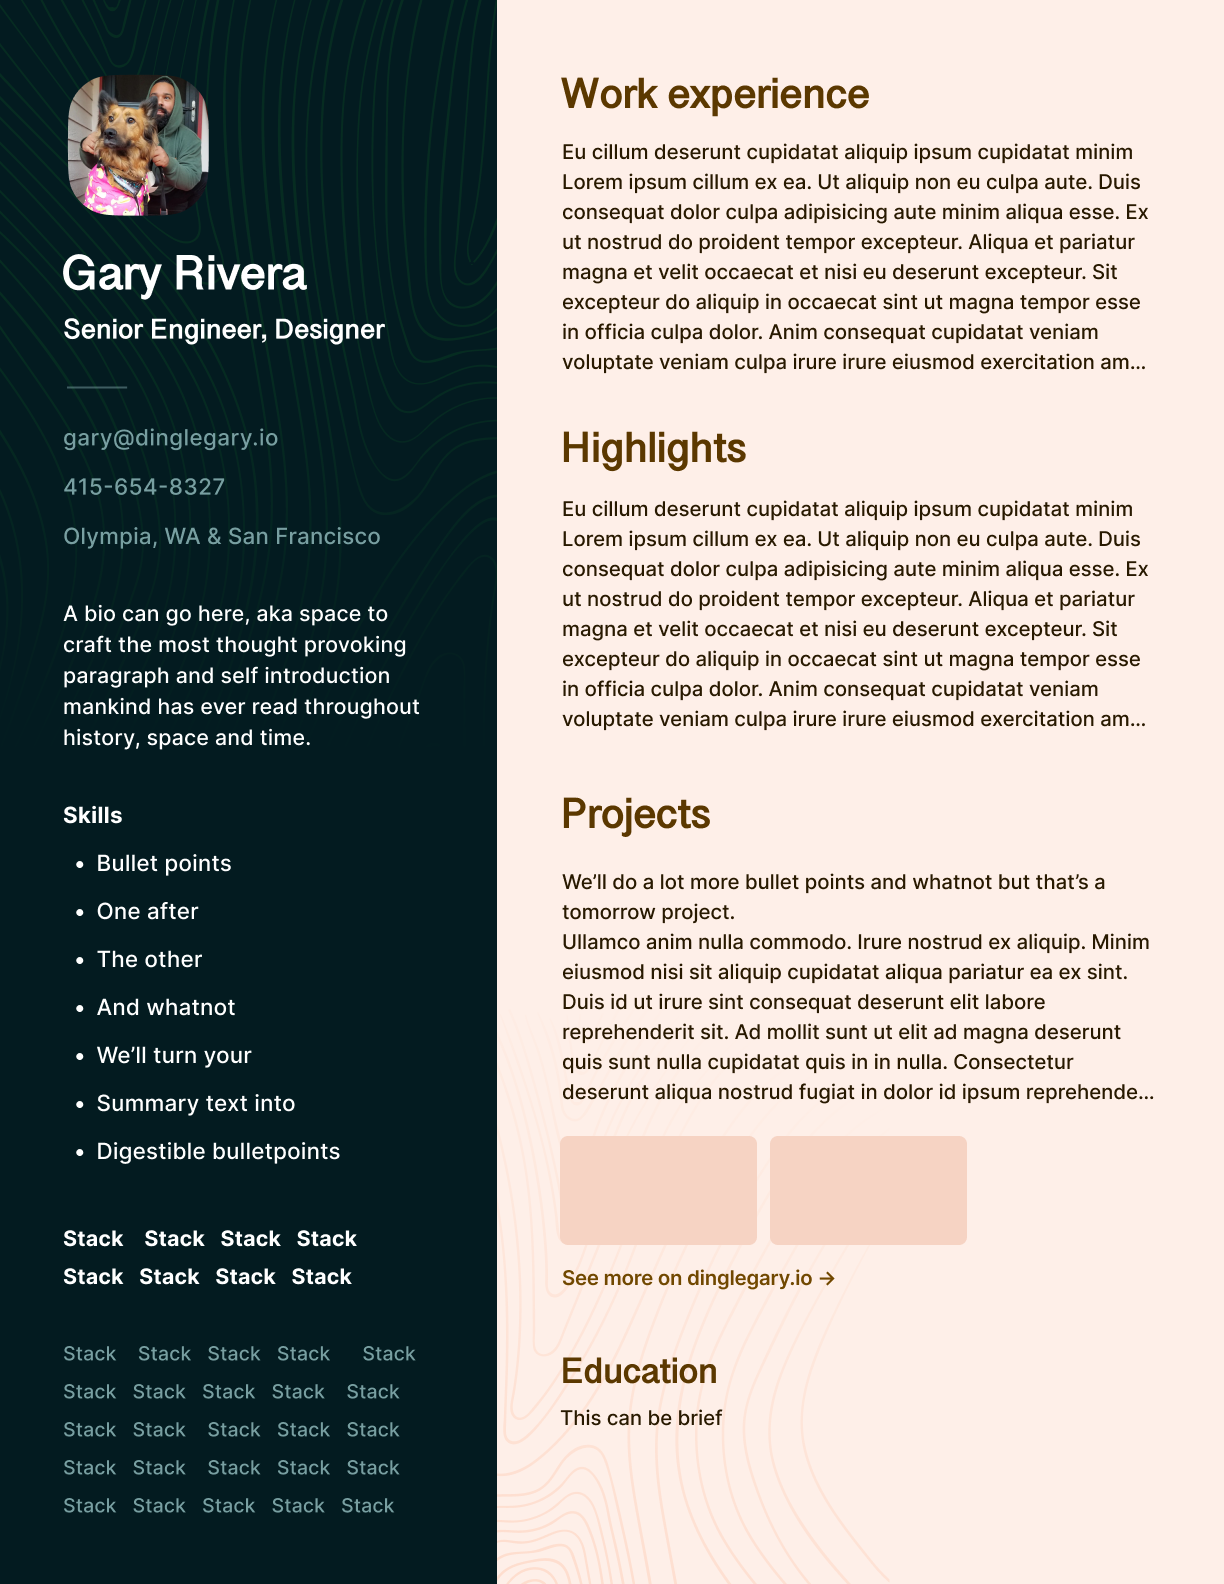 Gary Rivera
Senior Engineer, Designer
gary@dinglegary.io
415-654-8327
Olympia, WA & San Francisco
A bio can go here, aka space to
craft the most thought provoking
paragraph and self introduction
mankind has ever read throughout
history, space and time.
Skills
• Bullet points
• One after
• The other
• And whatnot
• We’ll turn your
• Summary text into
• Digestible bulletpoints
Stack Stack Stack Stack
Stack Stack Stack Stack
Stack Stack Stack Stack Stack
Stack Stack Stack Stack Stack
Stack Stack Stack Stack Stack
Stack Stack Stack Stack Stack
Stack Stack Stack Stack Stack
Work experience
Eu cillum deserunt cupidatat aliquip ipsum cupidatat minim
Lorem ipsum cillum ex ea. Ut aliquip non eu culpa aute. Duis
consequat dolor culpa adipisicing aute minim aliqua esse. Ex
ut nostrud do proident tempor excepteur. Aliqua et pariatur
magna et velit occaecat et nisi eu deserunt excepteur. Sit
excepteur do aliquip in occaecat sint ut magna tempor esse
in officia culpa dolor. Anim consequat cupidatat veniam
voluptate veniam culpa irure irure eiusmod exercitation am...
Highlights
Eu cillum deserunt cupidatat aliquip ipsum cupidatat minim
Lorem ipsum cillum ex ea. Ut aliquip non eu culpa aute. Duis
consequat dolor culpa adipisicing aute minim aliqua esse. Ex
ut nostrud do proident tempor excepteur. Aliqua et pariatur
magna et velit occaecat et nisi eu deserunt excepteur. Sit
excepteur do aliquip in occaecat sint ut magna tempor esse
in officia culpa dolor. Anim consequat cupidatat veniam
voluptate veniam culpa irure irure eiusmod exercitation am...
Projects
We’ll do a lot more bullet points and whatnot but that’s a
tomorrow project.
Ullamco anim nulla commodo. Irure nostrud ex aliquip. Minim
eiusmod nisi sit aliquip cupidatat aliqua pariatur ea ex sint.
Duis id ut irure sint consequat deserunt elit labore
reprehenderit sit. Ad mollit sunt ut elit ad magna deserunt
quis sunt nulla cupidatat quis in in nulla. Consectetur
deserunt aliqua nostrud fugiat in dolor id ipsum reprehende...
See more on dinglegary.io →
Education
This can be brief